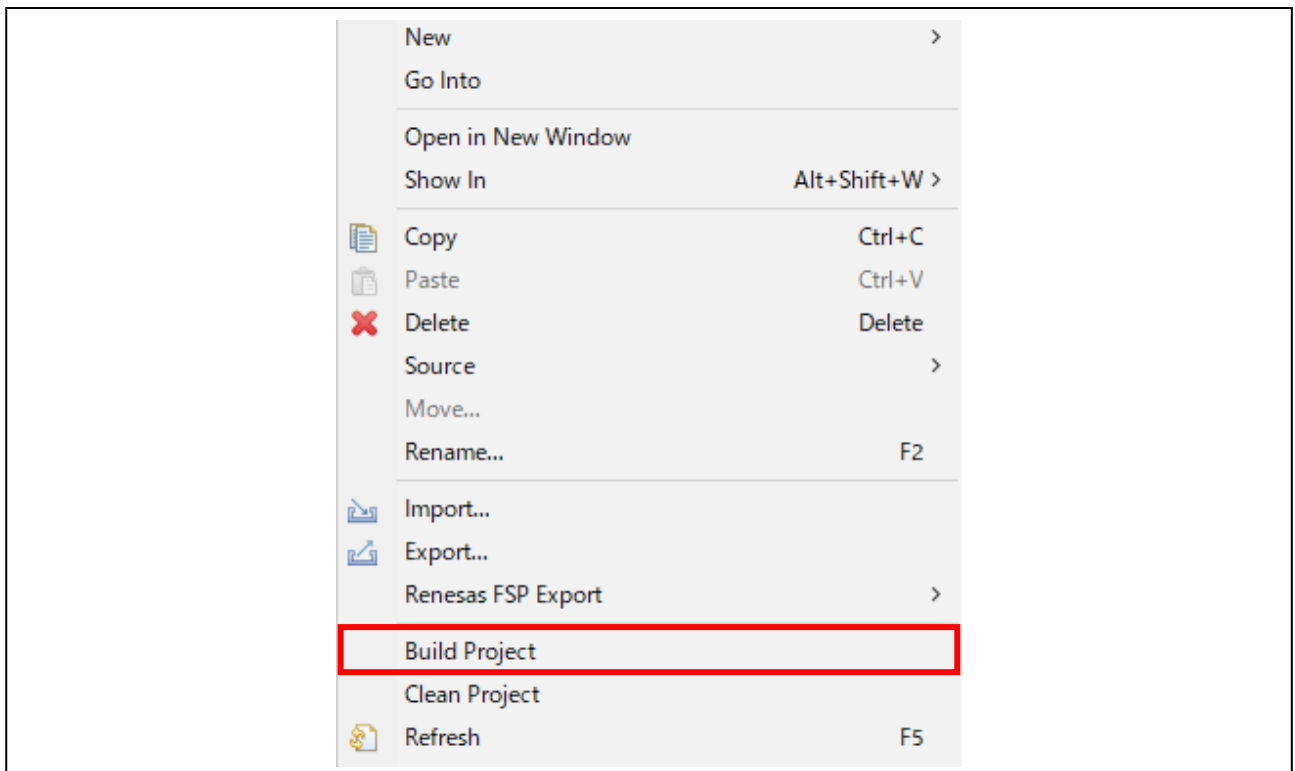 New >
Go Into
Open in New Window
Show In Alt+Shift+W >
Copy Ctrl+C
Paste Ctrl+V
Delete Delete
Source >
Move...
Rename... F2
Import...
Export...
Renesas FSP Export >
Build Project
Clean Project
Refresh F5